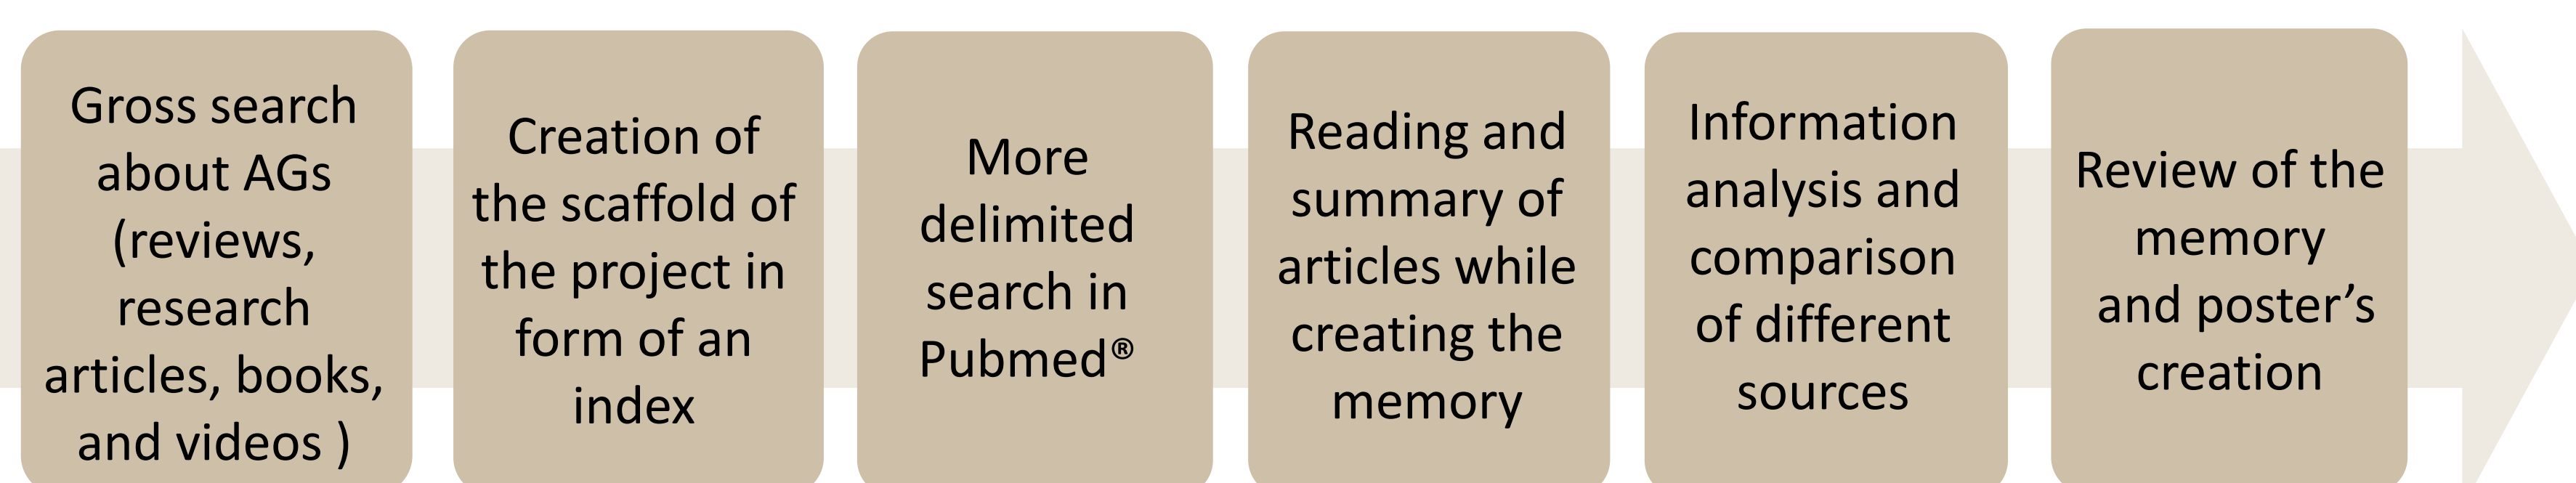 Gross search
about AGs
(reviews,
research
articles, books,
and videos )
Creation of
the scaffold of
the project in
form of an
index
More
delimited
search in
Pubmed®
Reading and
summary of
articles while
creating the
memory
Information
analysis and
comparison
of different
sources
Review of the
memory
and poster’s
creation